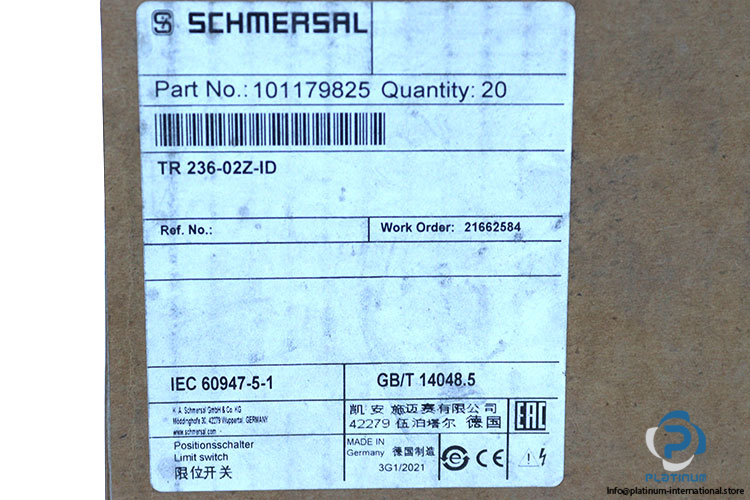 SCHMERSAL
Part No.: 101179825 Quantity: 20
TR 236-02Z-ID
Ref. No.:
Work Order: 21662584
IEC 60947-5-1
GB/T 14048.5
K. A. Schmersal GmbH & Co. KG
Möddinghofe 30, 42279 Wuppertal, GERMANY
www.schmersal.com
凯 安 施迈赛有限公司
42279 伍泊塔尔 德国
EAC
Positionsschalter
Limit switch
限位开关
MADE IN
Germany
德国制造
3G1/2021
CE
PLATINUM
INTERNATIONAL
Info@platinum-international.store